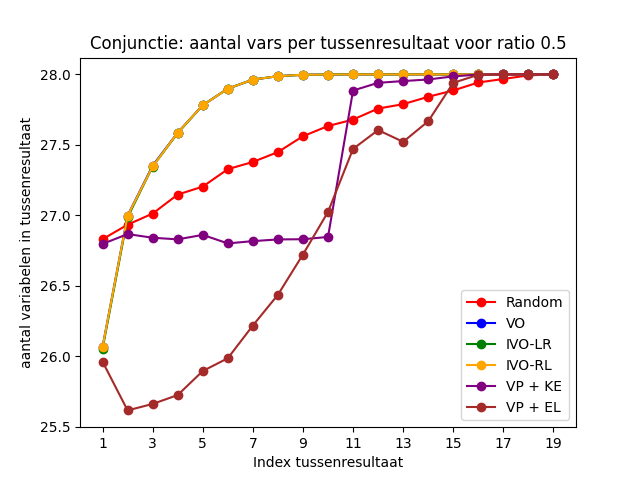 Conjunctie: aantal vars per tussenresultaat voor ratio 0.5
28.0
27.5
27.0
26.5
26.0
25.5
aantal variabelen in tussenresultaat
1 3 5 7 9 11 13 15 17 19
Index tussenresultaat
Random
VO
IVO-LR
IVO-RL
VP + KE
VP + EL